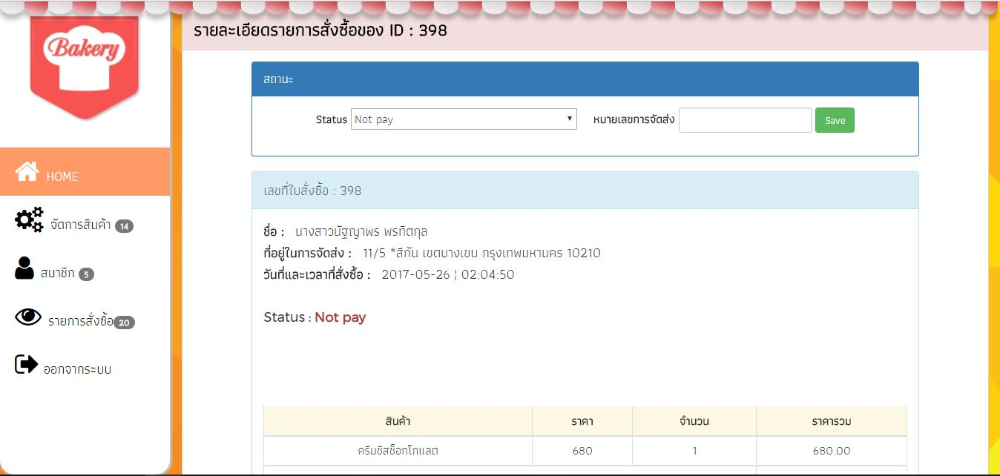 Bakery
HOME
จัดการสินค้า 14
สมาชิก 5
รายการสั่งซื้อ 20
ออกจากระบบ
รายละเอียดรายการสั่งซื้อของ ID : 398
สถานะ
Status Not pay หมายเลขการจัดส่ง Save
เลขที่ใบสั่งซื้อ : 398
ชื่อ : นางสาวนัฐญาพร พรทิตกุล
ที่อยู่ในการจัดส่ง : 11/5 *สีกัน เขตบางเขน กรุงเทพมหานคร 10210
วันที่และเวลาที่สั่งซื้อ : 2017-05-26 ¦ 02:04:50
Status : Not pay
สินค้า ราคา จำนวน ราคารวม
ครีมชีสช็อกโกแลต 680 1 680.00